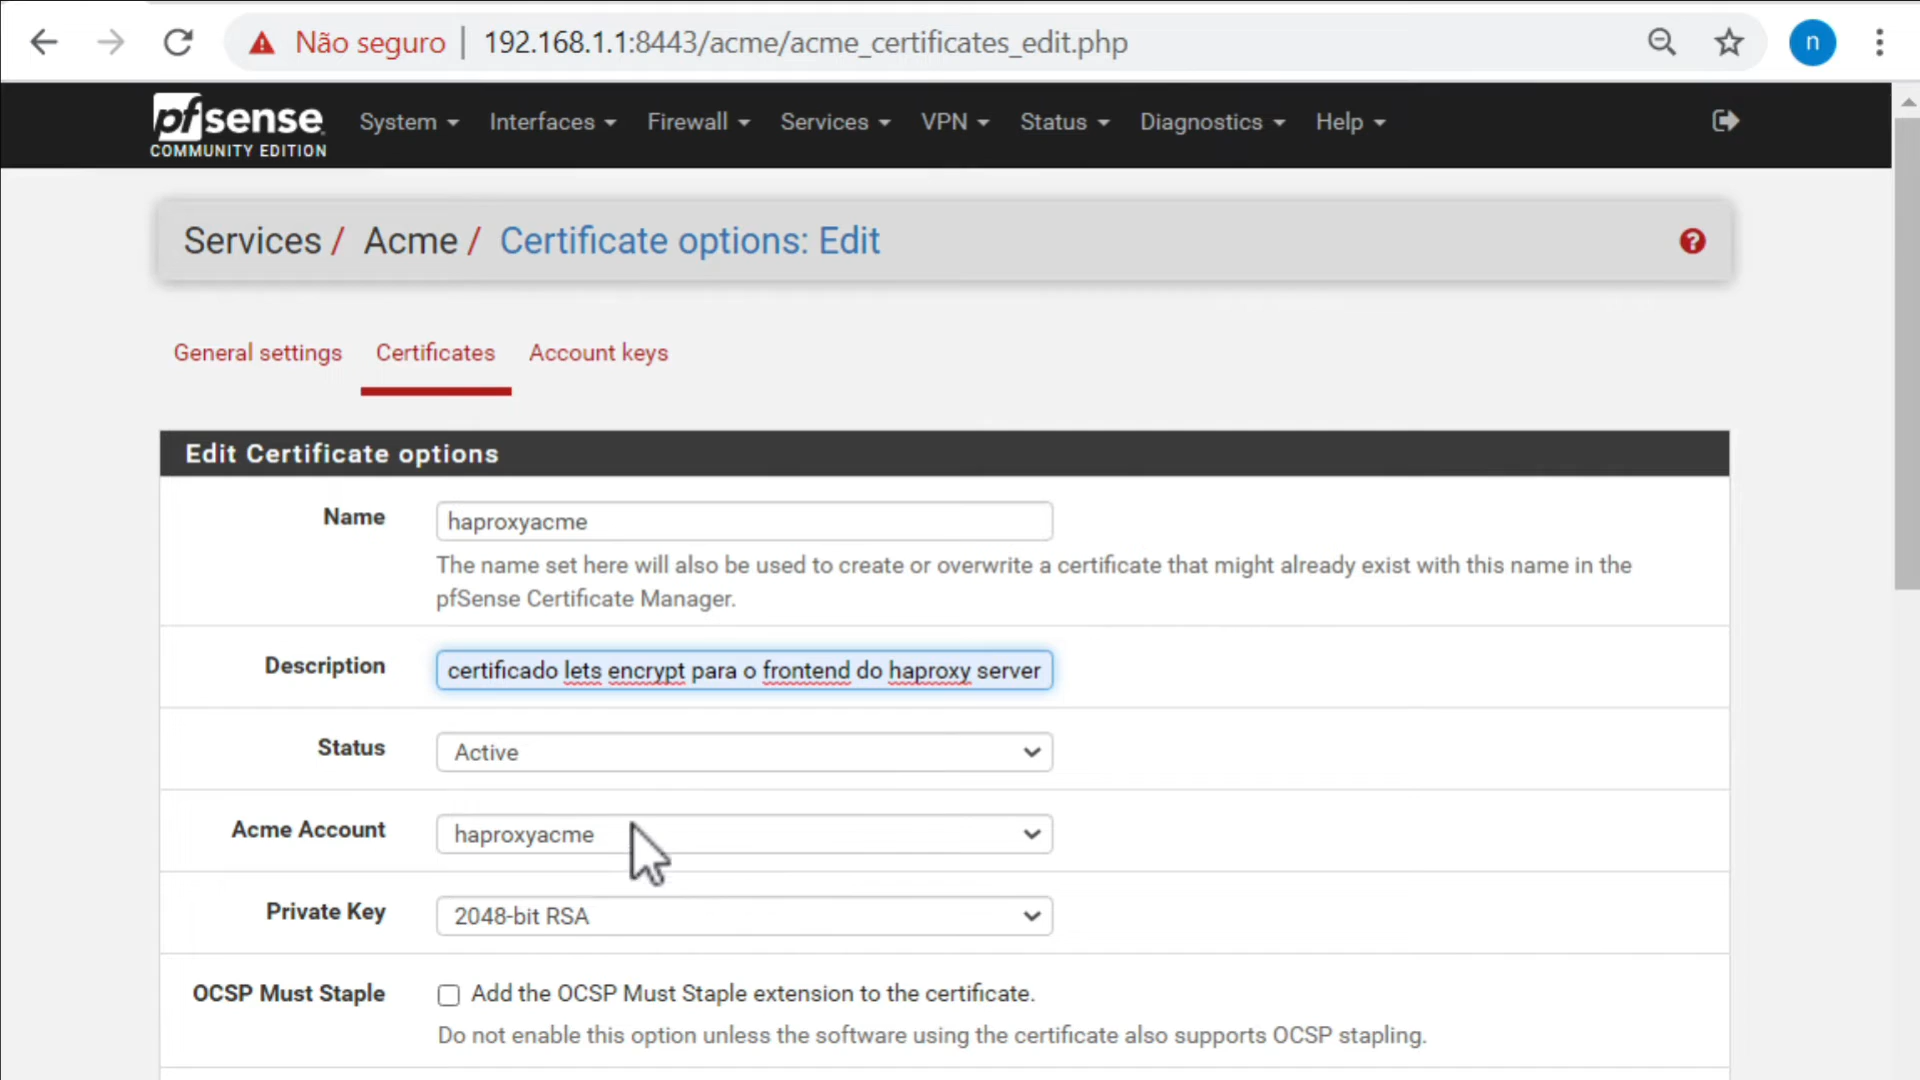 Não seguro | 192.168.1.1:8443/acme/acme_certificates_edit.php
n
pfsense
COMMUNITY EDITION
System
Interfaces
Firewall
Services
VPN
Status
Diagnostics
Help
Services / Acme / Certificate options: Edit
?
General settings
Certificates
Account keys
Edit Certificate options
Name
haproxyacme
The name set here will also be used to create or overwrite a certificate that might already exist with this name in the
pfSense Certificate Manager.
Description
certificado lets encrypt para o frontend do haproxy server
Status
Active
Acme Account
haproxyacme
Private Key
2048-bit RSA
OCSP Must Staple
Add the OCSP Must Staple extension to the certificate.
Do not enable this option unless the software using the certificate also supports OCSP stapling.